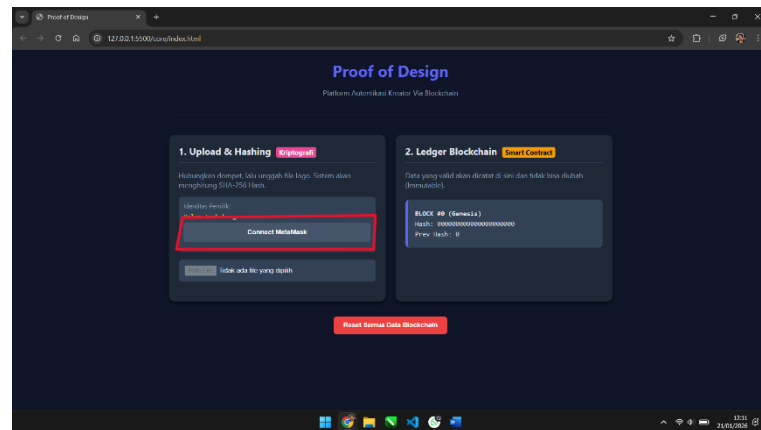 Proof of Design
127.0.0.1:5500/core/index.html
Proof of Design
Platform Autentikasi Kreator Via Blockchain
1. Upload & Hashing Kriptografi
Hubungkan dompet, lalu unggah file logo. Sistem akan
menghitung SHA-256 Hash.
Identitas Pemilik:
Connect MetaMask
Tidak ada file yang dipilih
2. Ledger Blockchain Smart Contract
Data yang valid akan dicatat di sini dan tidak bisa diubah
(Immutable).
BLOCK #0 (Genesis)
Prev Hash: 0
Reset Semua Data Blockchain
12:31
21/01/2026